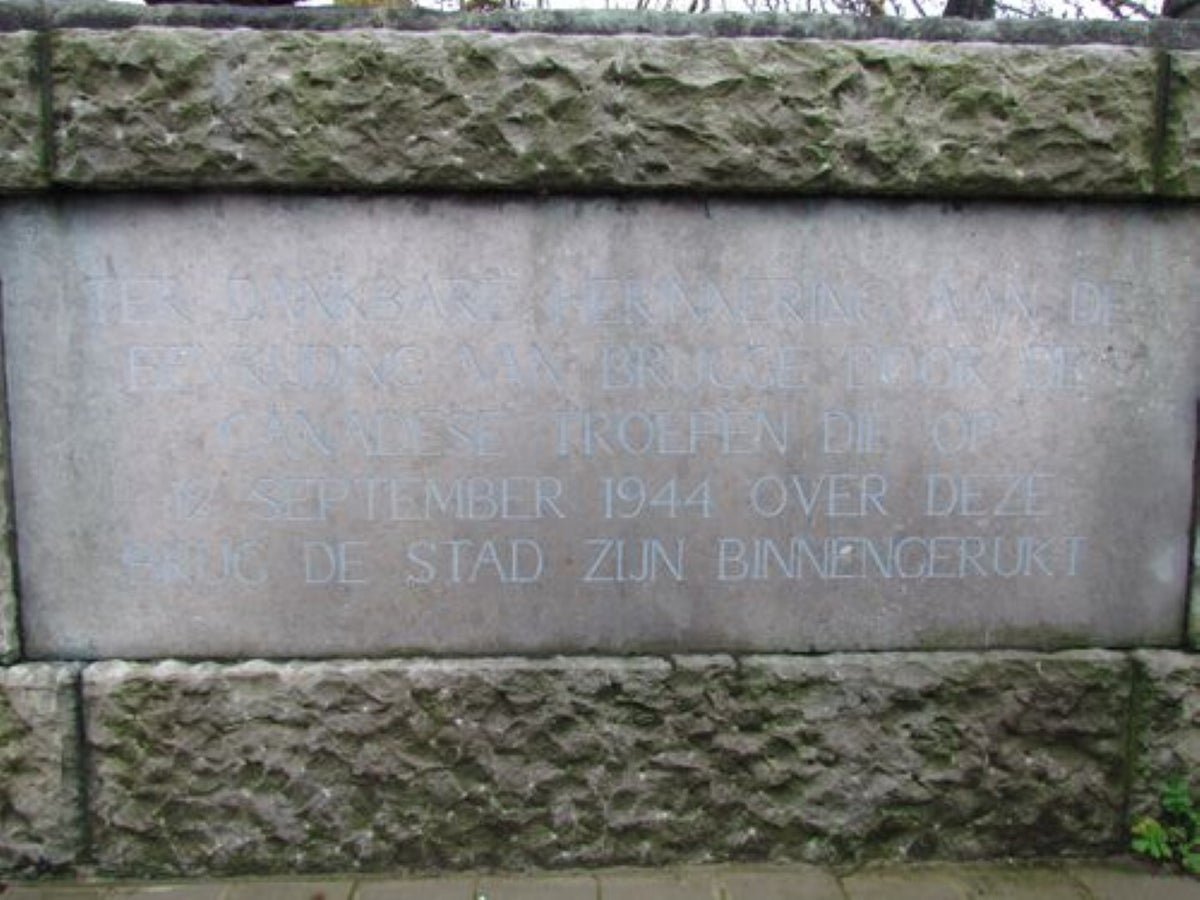 TER DANKBARE HERINNERING AAN DE
BEVRIJDING VAN BRUGGE DOOR DE
CANADESE TROEPEN DIE OP
12 SEPTEMBER 1944 OVER DEZE
BRUG DE STAD ZIJN BINNENGERUKT